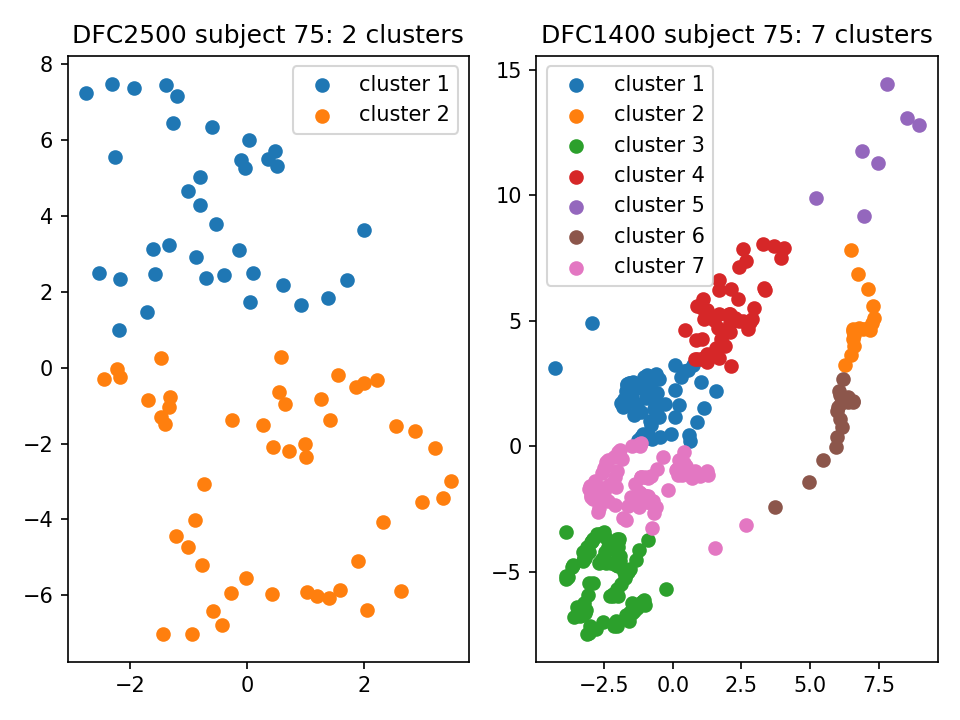 DFC2500 subject 75: 2 clusters
8
6
4
2
0
−2
−4
−6
−2
0
2
cluster 1
cluster 2
DFC1400 subject 75: 7 clusters
15
10
5
0
−5
−2.5
0.0
2.5
5.0
7.5
cluster 1
cluster 2
cluster 3
cluster 4
cluster 5
cluster 6
cluster 7